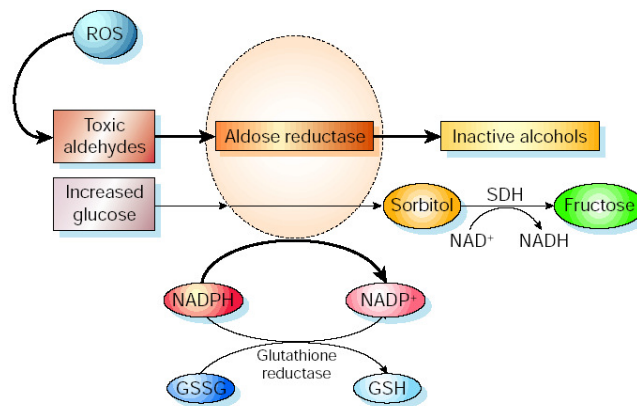 ROS
Toxic
aldehydes
Aldose reductase
Inactive alcohols
Increased
glucose
Sorbitol
SDH
Fructose
NAD⁺
NADH
NADPH
NADP⁺
Glutathione
reductase
GSSG
GSH